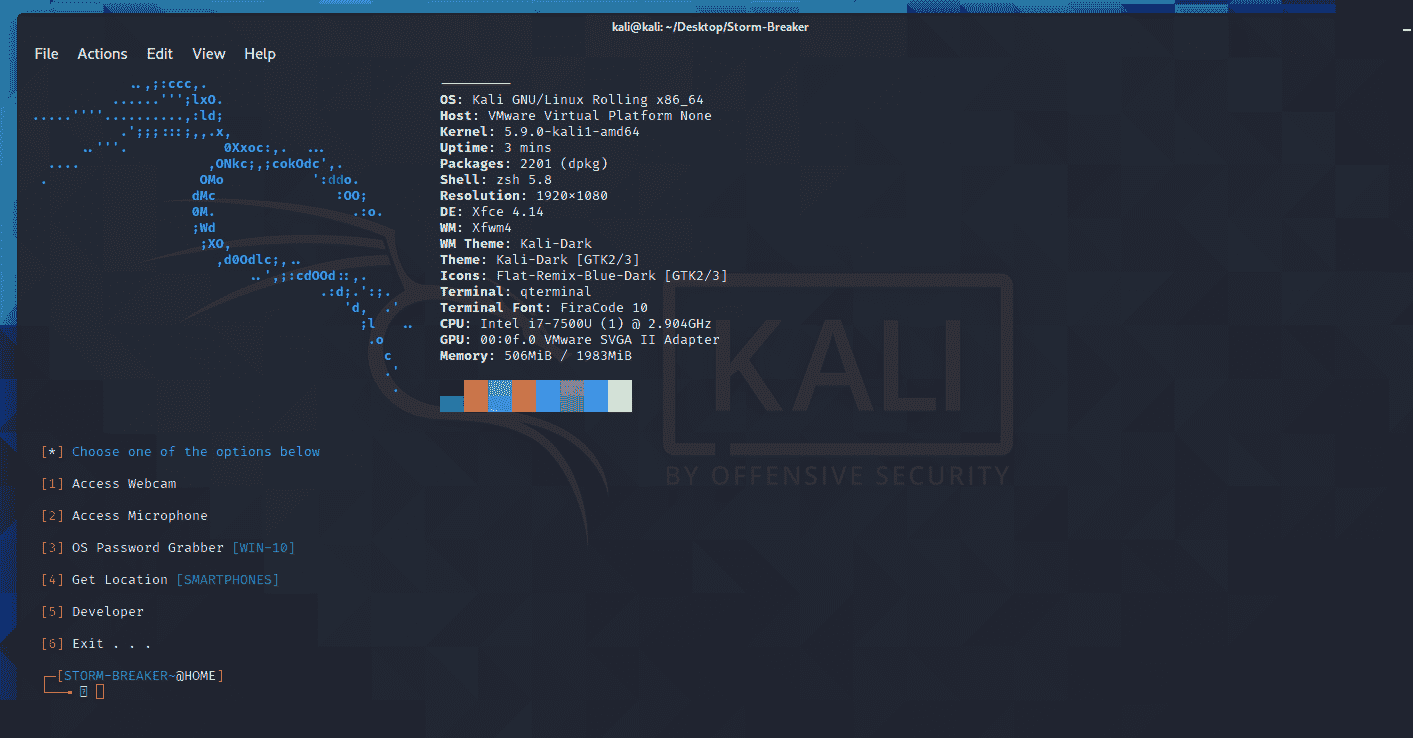 kali@kali: ~/Desktop/Storm-Breaker
File Actions Edit View Help
..,;:ccc,.
......''';lxO.
.....''''..........,:ld;
.';;;:::;,,.x,
..'''. 0Xxoc:,. ...
.... ,ONkc;,;cokOdc',.
. OMo ':ddo.
dMc :OO;
0M. .:o.
;Wd
;XO,
,d0Odlc;,..
..',;:cdOOd::,.
.:d;.':;.
'd, .'
;l ..
.o
c
.'
.
OS: Kali GNU/Linux Rolling x86_64
Host: VMware Virtual Platform None
Kernel: 5.9.0-kali1-amd64
Uptime: 3 mins
Packages: 2201 (dpkg)
Shell: zsh 5.8
Resolution: 1920×1080
DE: Xfce 4.14
WM: Xfwm4
WM Theme: Kali-Dark
Theme: Kali-Dark [GTK2/3]
Icons: Flat-Remix-Blue-Dark [GTK2/3]
Terminal: qterminal
Terminal Font: FiraCode 10
CPU: Intel i7-7500U (1) @ 2.904GHz
GPU: 00:0f.0 VMware SVGA II Adapter
Memory: 506MiB / 1983MiB
KALI
BY OFFENSIVE SECURITY
[*] Choose one of the options below
[1] Access Webcam
[2] Access Microphone
[3] OS Password Grabber [WIN-10]
[4] Get Location [SMARTPHONES]
[5] Developer
[6] Exit . . .
[STORM-BREAKER~@HOME]